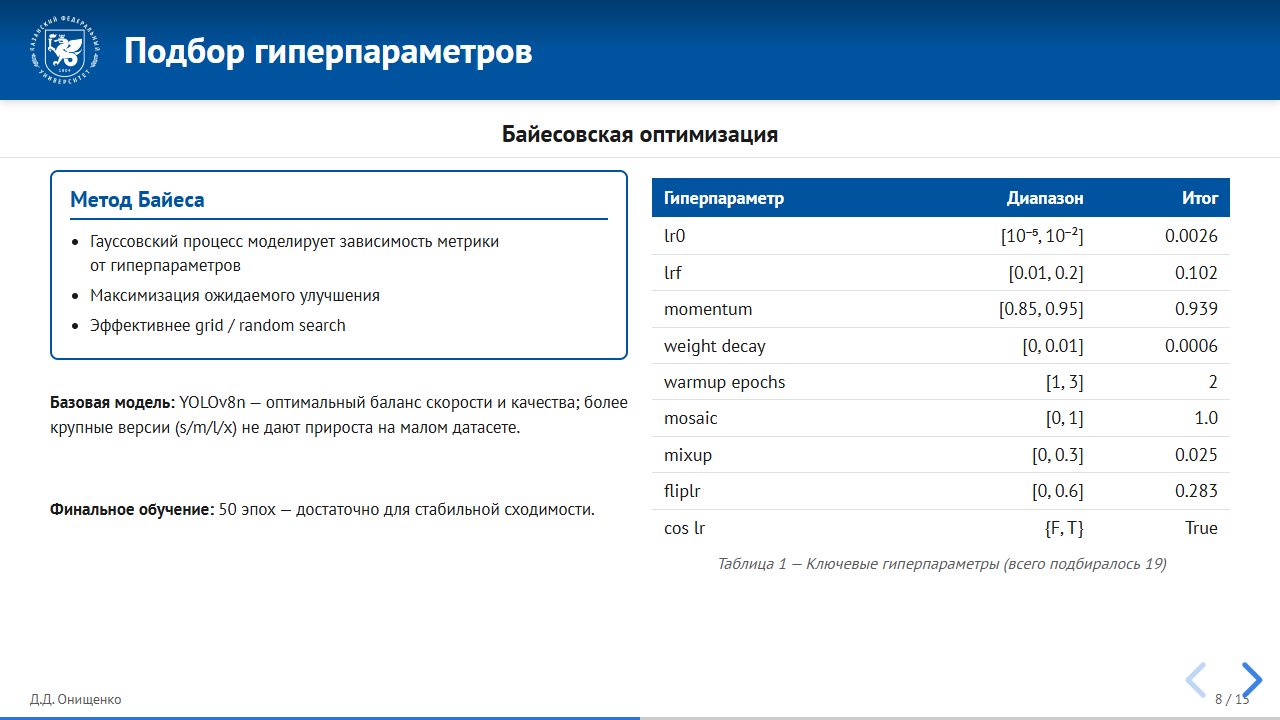 КАЗАНСКИЙ ФЕДЕРАЛЬНЫЙ УНИВЕРСИТЕТ
1804
Подбор гиперпараметров
Байесовская оптимизация
Метод Байеса
• Гауссовский процесс моделирует зависимость метрики
от гиперпараметров
• Максимизация ожидаемого улучшения
• Эффективнее grid / random search
Базовая модель: YOLOv8n — оптимальный баланс скорости и качества; более
крупные версии (s/m/l/x) не дают прироста на малом датасете.
Финальное обучение: 50 эпох — достаточно для стабильной сходимости.
Гиперпараметр Диапазон Итог
lr0 [10⁻⁵, 10⁻²] 0.0026
lrf [0.01, 0.2] 0.102
momentum [0.85, 0.95] 0.939
weight decay [0, 0.01] 0.0006
warmup epochs [1, 3] 2
mosaic [0, 1] 1.0
mixup [0, 0.3] 0.025
fliplr [0, 0.6] 0.283
cos lr {F, T} True
Таблица 1 — Ключевые гиперпараметры (всего подбиралось 19)
Д.Д. Онищенко
8 / 15